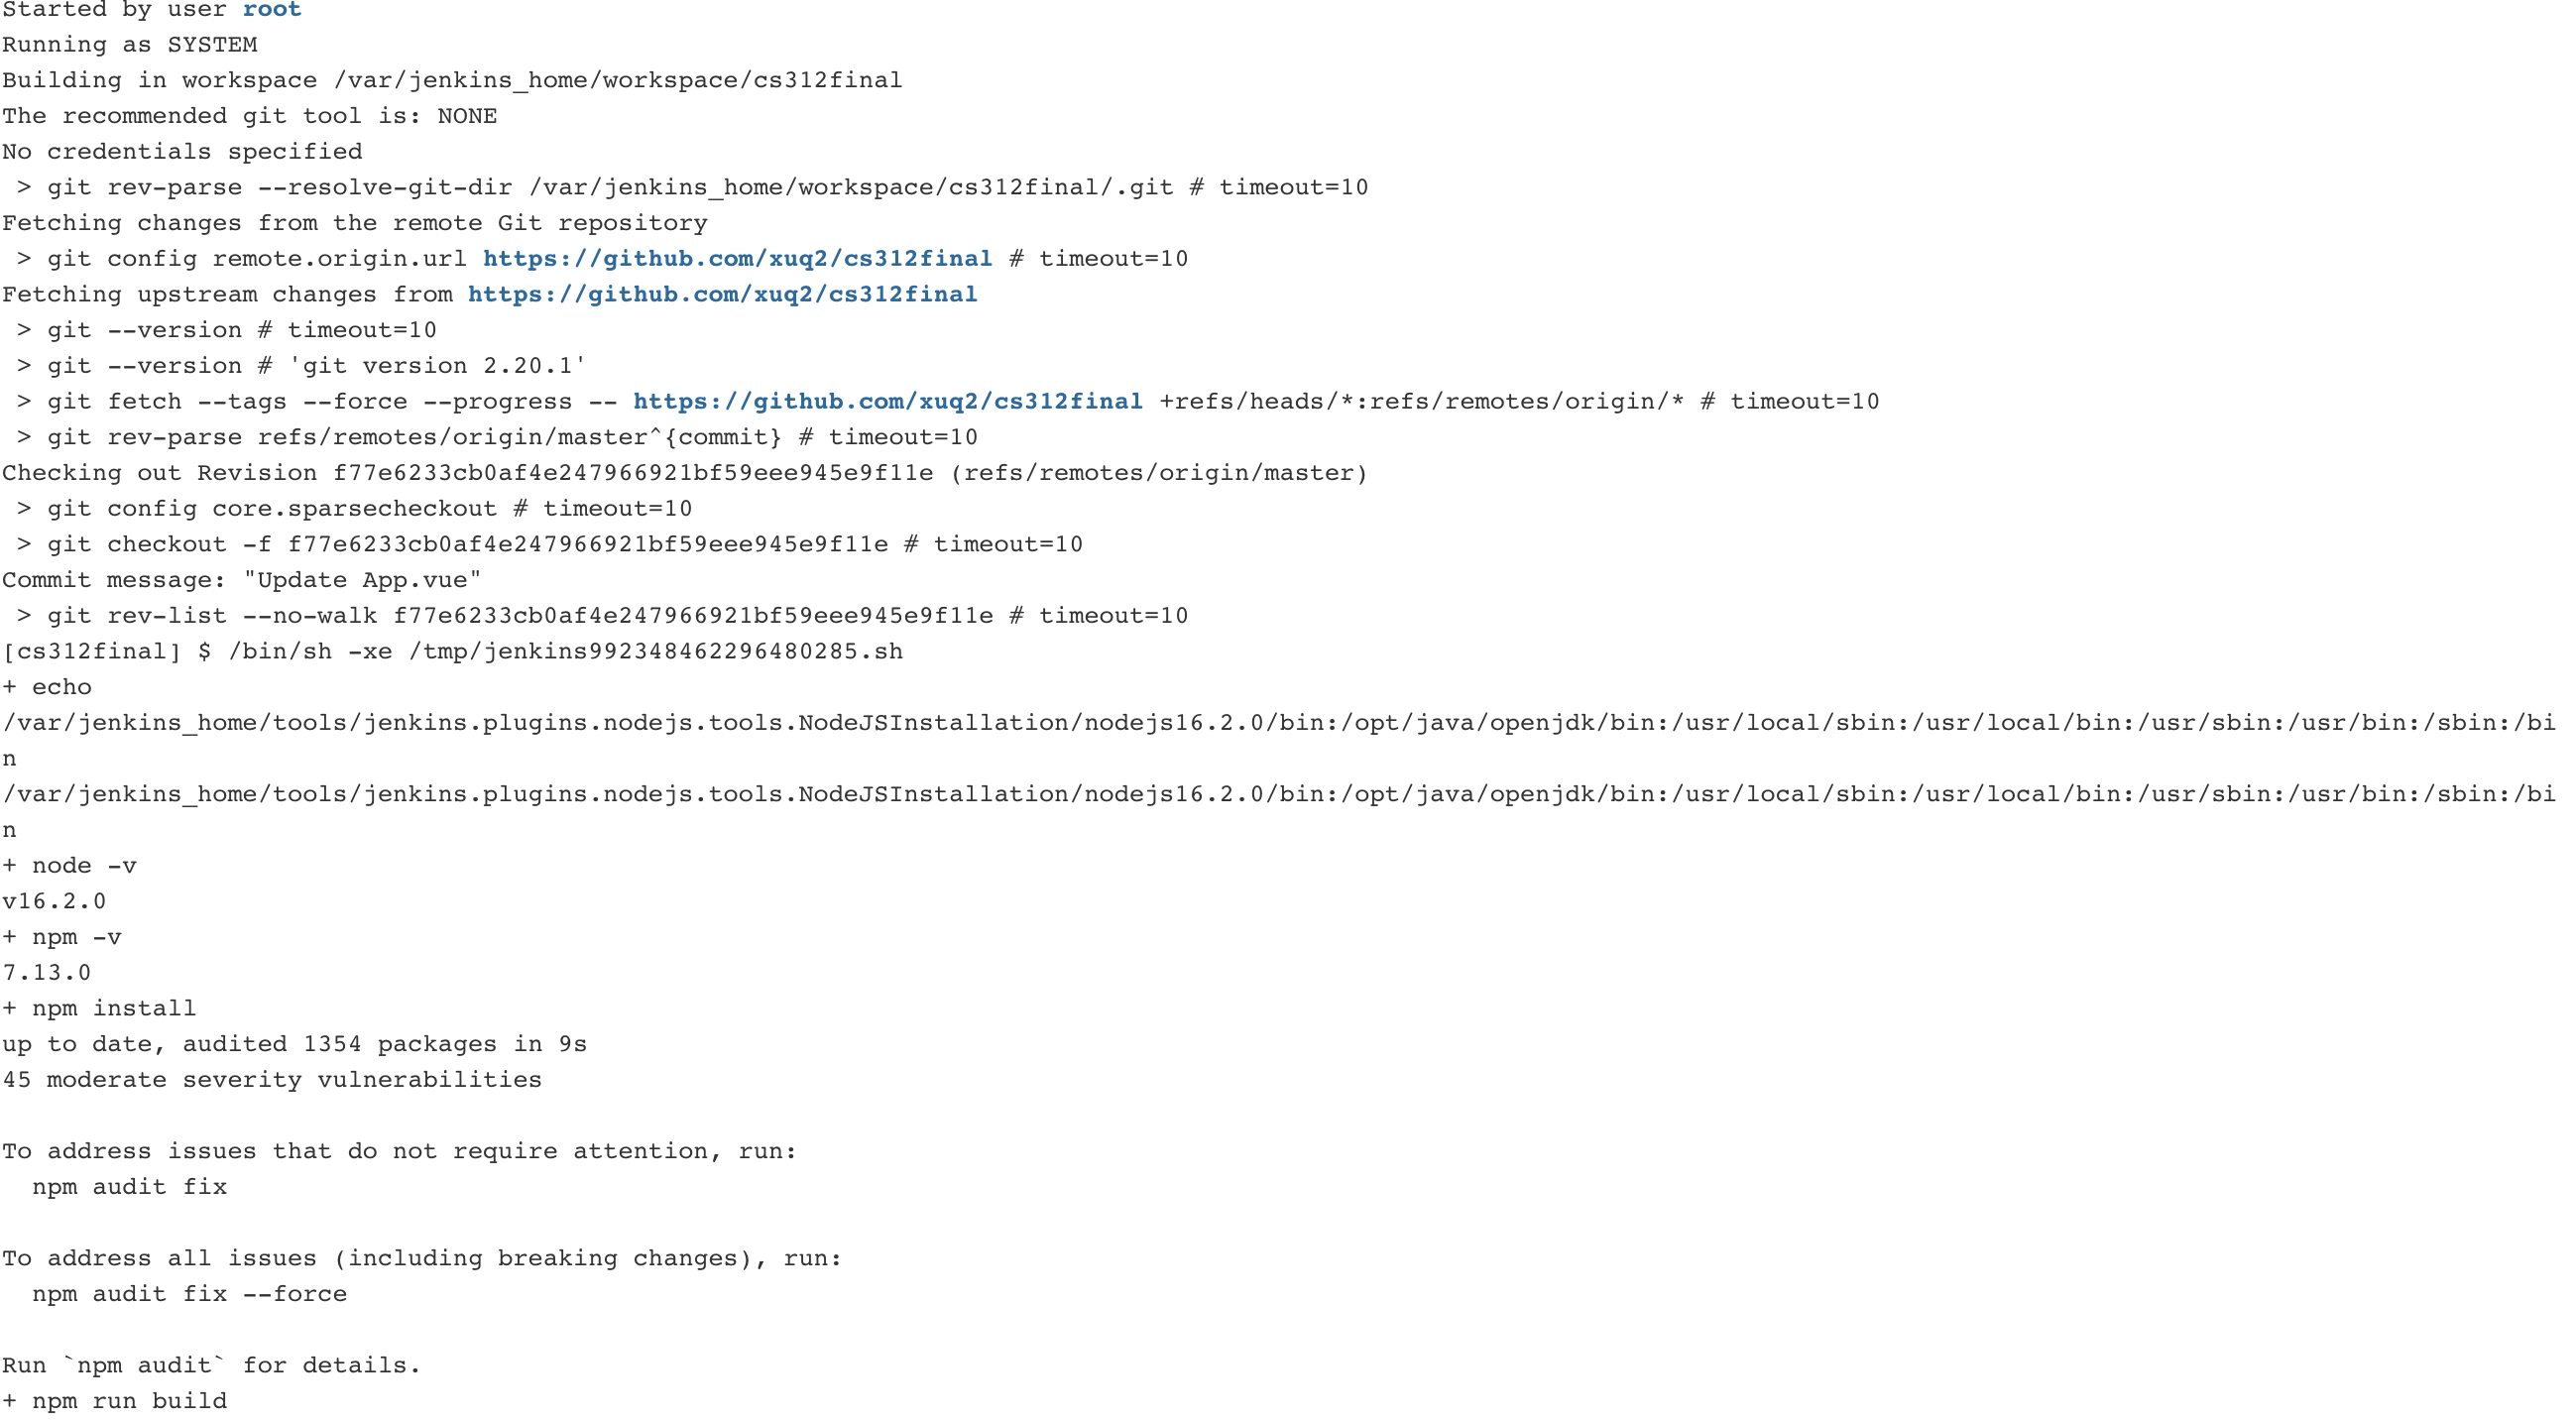 Started by user root
Running as SYSTEM
Building in workspace /var/jenkins_home/workspace/cs312final
The recommended git tool is: NONE
No credentials specified
 > git rev-parse --resolve-git-dir /var/jenkins_home/workspace/cs312final/.git # timeout=10
Fetching changes from the remote Git repository
 > git config remote.origin.url https://github.com/xuq2/cs312final # timeout=10
Fetching upstream changes from https://github.com/xuq2/cs312final
 > git --version # timeout=10
 > git --version # 'git version 2.20.1'
 > git fetch --tags --force --progress -- https://github.com/xuq2/cs312final +refs/heads/*:refs/remotes/origin/* # timeout=10
 > git rev-parse refs/remotes/origin/master^{commit} # timeout=10
Checking out Revision f77e6233cb0af4e247966921bf59eee945e9f11e (refs/remotes/origin/master)
 > git config core.sparsecheckout # timeout=10
 > git checkout -f f77e6233cb0af4e247966921bf59eee945e9f11e # timeout=10
Commit message: "Update App.vue"
 > git rev-list --no-walk f77e6233cb0af4e247966921bf59eee945e9f11e # timeout=10
[cs312final] $ /bin/sh -xe /tmp/jenkins992348462296480285.sh
+ echo
/var/jenkins_home/tools/jenkins.plugins.nodejs.tools.NodeJSInstallation/nodejs16.2.0/bin:/opt/java/openjdk/bin:/usr/local/sbin:/usr/local/bin:/usr/sbin:/usr/bin:/sbin:/bi
n
/var/jenkins_home/tools/jenkins.plugins.nodejs.tools.NodeJSInstallation/nodejs16.2.0/bin:/opt/java/openjdk/bin:/usr/local/sbin:/usr/local/bin:/usr/sbin:/usr/bin:/sbin:/bi
n
+ node -v
v16.2.0
+ npm -v
7.13.0
+ npm install
up to date, audited 1354 packages in 9s
45 moderate severity vulnerabilities

To address issues that do not require attention, run:
  npm audit fix

To address all issues (including breaking changes), run:
  npm audit fix --force

Run `npm audit` for details.
+ npm run build